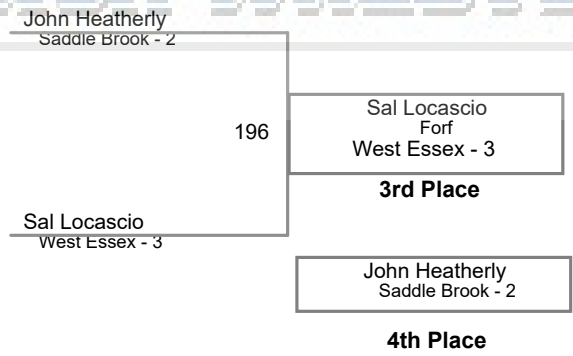 John Heatherly
Saddle Brook - 2
196
Sal Locascio
Forf
West Essex - 3
3rd Place
Sal Locascio
West Essex - 3
John Heatherly
Saddle Brook - 2
4th Place